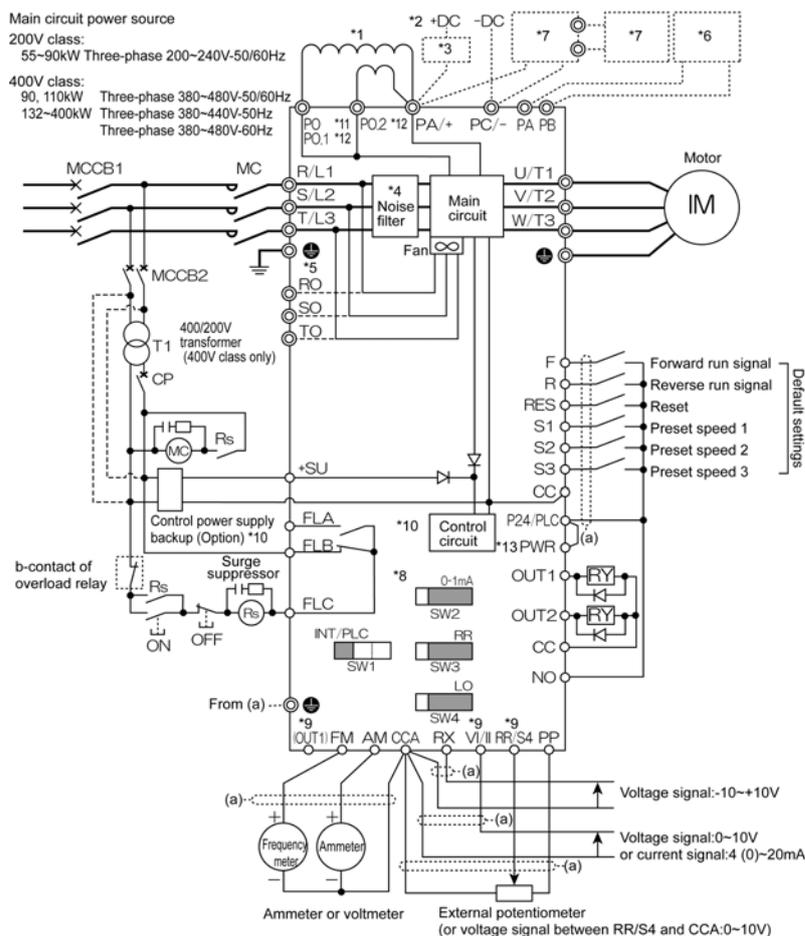 Main circuit power source
200V class:
55~90kW Three-phase 200~240V-50/60Hz
400V class:
90, 110kW Three-phase 380~480V-50/60Hz
132~400kW Three-phase 380~440V-50Hz
Three-phase 380~480V-60Hz
*1
*2 +DC
-DC
*3
*7
*7
*6
PO
PO.1
*11
*12
PO.2 *12
PA/+
PC/-
PA
PB
MCCB1
MC
R/L1
S/L2
T/L3
*4
Noise
filter
Main
circuit
Fan
U/T1
V/T2
W/T3
Motor
IM
*5
RO
SO
TO
MCCB2
T1
400/200V
transformer
(400V class only)
CP
MC
Rs
+SU
Control power supply
backup (Option) *10
FLA
FLB
FLC
*10
Control
circuit
b-contact of
overload relay
Rs
ON
OFF
Surge
suppressor
Rs
F
R
RES
S1
S2
S3
CC
P24/PLC
*13 PWR
(a)
OUT1
RY
OUT2
RY
CC
NO
Forward run signal
Reverse run signal
Reset
Preset speed 1
Preset speed 2
Preset speed 3
Default settings
*8
0-1mA
SW2
INT/PLC
SW1
RR
SW3
LO
SW4
From (a)
*9
(OUT1)
FM
AM
CCA
RX
*9
VI/II
*9
RR/S4
PP
(a)
(a)
(a)
(a)
+
Frequency
meter
−
+
Ammeter
−
Voltage signal:-10~+10V
Voltage signal:0~10V
or current signal:4 (0)~20mA
Ammeter or voltmeter
External potentiometer
(or voltage signal between RR/S4 and CCA:0~10V)